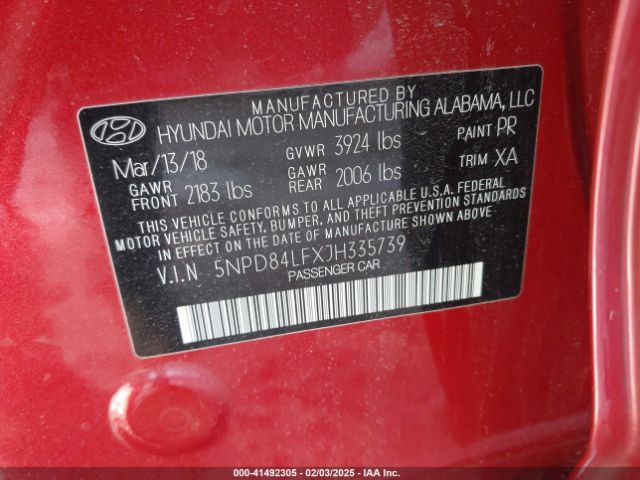 MANUFACTURED BY
HYUNDAI MOTOR MANUFACTURING ALABAMA, LLC
Mar/13/18 GVWR 3924 lbs PAINT PR
GAWR FRONT 2183 lbs GAWR REAR 2006 lbs TRIM XA
THIS VEHICLE CONFORMS TO ALL APPLICABLE U.S.A. FEDERAL
MOTOR VEHICLE SAFETY, BUMPER, AND THEFT PREVENTION STANDARDS
IN EFFECT ON THE DATE OF MANUFACTURE SHOWN ABOVE.
V.I.N 5NPD84LFXJH335739
PASSENGER CAR
000-41492305 - 02/03/2025 - IAA Inc.